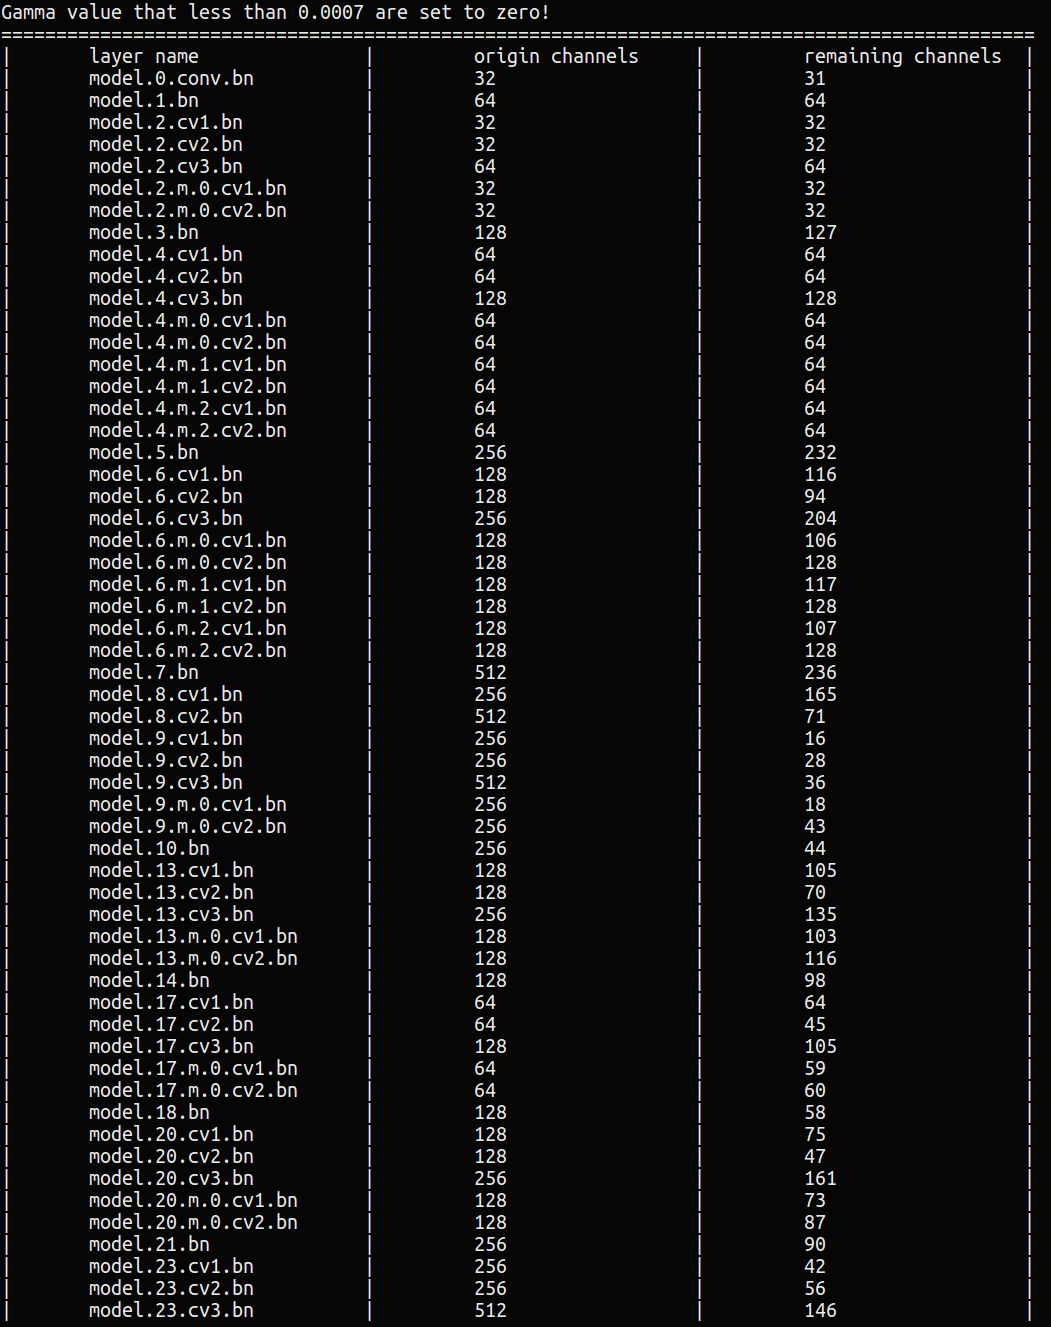 Gamma value that less than 0.0007 are set to zero!
==============================================================================================
| layer name | origin channels | remaining channels |
| model.0.conv.bn | 32 | 31 |
| model.1.bn | 64 | 64 |
| model.2.cv1.bn | 32 | 32 |
| model.2.cv2.bn | 32 | 32 |
| model.2.cv3.bn | 64 | 64 |
| model.2.m.0.cv1.bn | 32 | 32 |
| model.2.m.0.cv2.bn | 32 | 32 |
| model.3.bn | 128 | 127 |
| model.4.cv1.bn | 64 | 64 |
| model.4.cv2.bn | 64 | 64 |
| model.4.cv3.bn | 128 | 128 |
| model.4.m.0.cv1.bn | 64 | 64 |
| model.4.m.0.cv2.bn | 64 | 64 |
| model.4.m.1.cv1.bn | 64 | 64 |
| model.4.m.1.cv2.bn | 64 | 64 |
| model.4.m.2.cv1.bn | 64 | 64 |
| model.4.m.2.cv2.bn | 64 | 64 |
| model.5.bn | 256 | 232 |
| model.6.cv1.bn | 128 | 116 |
| model.6.cv2.bn | 128 | 94 |
| model.6.cv3.bn | 256 | 204 |
| model.6.m.0.cv1.bn | 128 | 106 |
| model.6.m.0.cv2.bn | 128 | 128 |
| model.6.m.1.cv1.bn | 128 | 117 |
| model.6.m.1.cv2.bn | 128 | 128 |
| model.6.m.2.cv1.bn | 128 | 107 |
| model.6.m.2.cv2.bn | 128 | 128 |
| model.7.bn | 512 | 236 |
| model.8.cv1.bn | 256 | 165 |
| model.8.cv2.bn | 512 | 71 |
| model.9.cv1.bn | 256 | 16 |
| model.9.cv2.bn | 256 | 28 |
| model.9.cv3.bn | 512 | 36 |
| model.9.m.0.cv1.bn | 256 | 18 |
| model.9.m.0.cv2.bn | 256 | 43 |
| model.10.bn | 256 | 44 |
| model.13.cv1.bn | 128 | 105 |
| model.13.cv2.bn | 128 | 70 |
| model.13.cv3.bn | 256 | 135 |
| model.13.m.0.cv1.bn | 128 | 103 |
| model.13.m.0.cv2.bn | 128 | 116 |
| model.14.bn | 128 | 98 |
| model.17.cv1.bn | 64 | 64 |
| model.17.cv2.bn | 64 | 45 |
| model.17.cv3.bn | 128 | 105 |
| model.17.m.0.cv1.bn | 64 | 59 |
| model.17.m.0.cv2.bn | 64 | 60 |
| model.18.bn | 128 | 58 |
| model.20.cv1.bn | 128 | 75 |
| model.20.cv2.bn | 128 | 47 |
| model.20.cv3.bn | 256 | 161 |
| model.20.m.0.cv1.bn | 128 | 73 |
| model.20.m.0.cv2.bn | 128 | 87 |
| model.21.bn | 256 | 90 |
| model.23.cv1.bn | 256 | 42 |
| model.23.cv2.bn | 256 | 56 |
| model.23.cv3.bn | 512 | 146 |